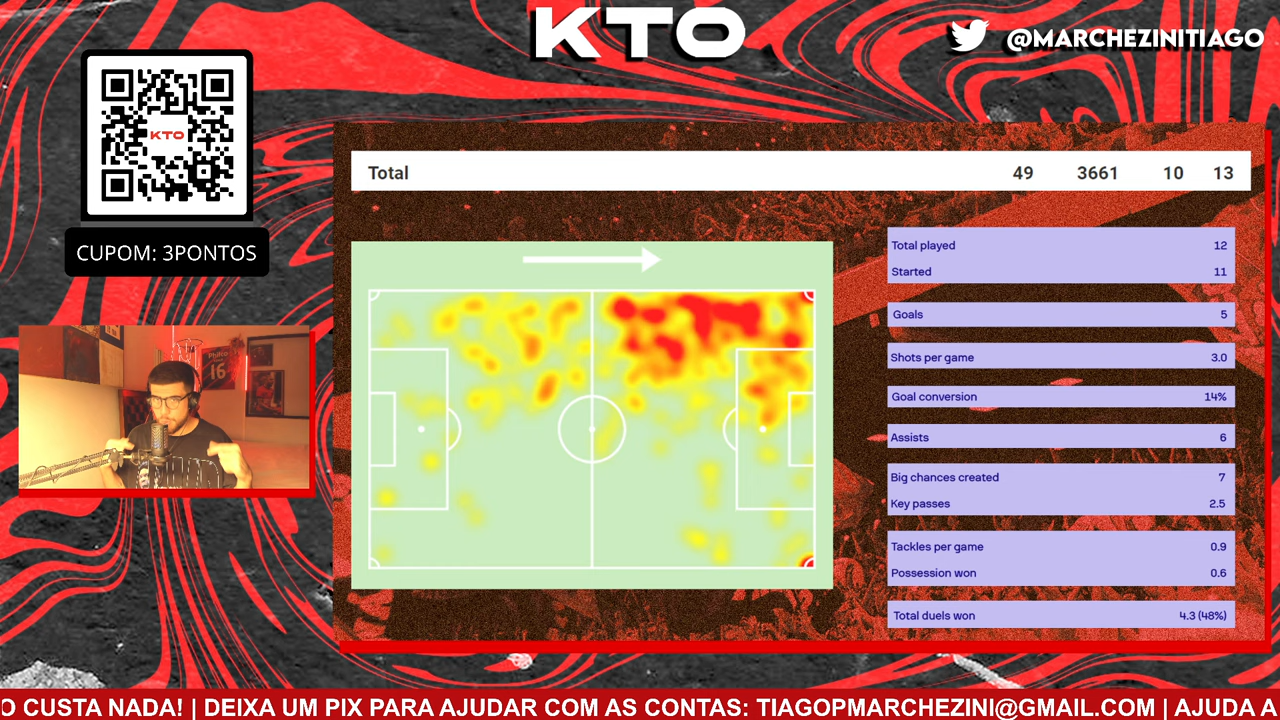 KTO
@MARCHEZINITIAGO
KTO
CUPOM: 3PONTOS
Total 49 3661 10 13
Total played 12
Started 11
Goals 5
Shots per game 3.0
Goal conversion 14%
Assists 6
Big chances created 7
Key passes 2.5
Tackles per game 0.9
Possession won 0.6
Total duels won 4.3 (48%)
Philco
16
O CUSTA NADA! | DEIXA UM PIX PARA AJUDAR COM AS CONTAS: TIAGOPMARCHEZINI@GMAIL.COM | AJUDA A